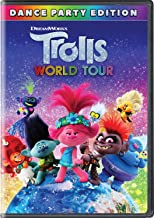 DANCE PARTY EDITION
DREAMWORKS
Trolls
WORLD TOUR